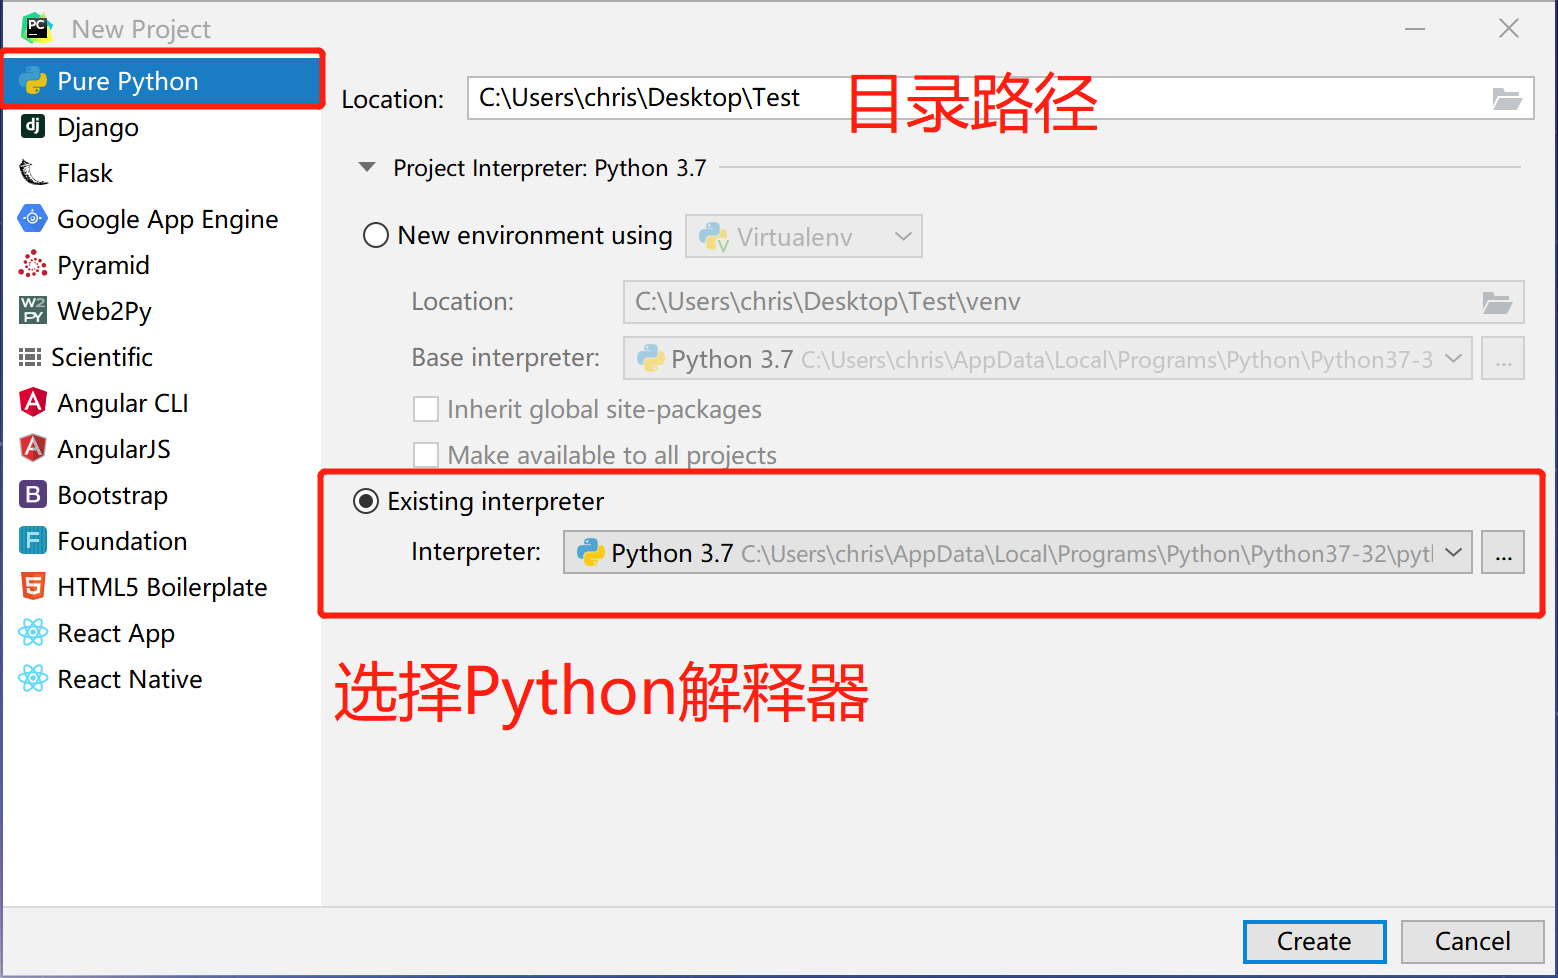 New Project
Pure Python
Django
Flask
Google App Engine
Pyramid
Web2Py
Scientific
Angular CLI
AngularJS
Bootstrap
Foundation
HTML5 Boilerplate
React App
React Native
Location: C:\Users\chris\Desktop\Test 目录路径
Project Interpreter: Python 3.7
New environment using Virtualenv
Location: C:\Users\chris\Desktop\Test\venv
Base interpreter: Python 3.7 C:\Users\chris\AppData\Local\Programs\Python\Python37-3 ...
Inherit global site-packages
Make available to all projects
Existing interpreter
Interpreter: Python 3.7 C:\Users\chris\AppData\Local\Programs\Python\Python37-32\pyt ...
选择Python解释器
Create Cancel